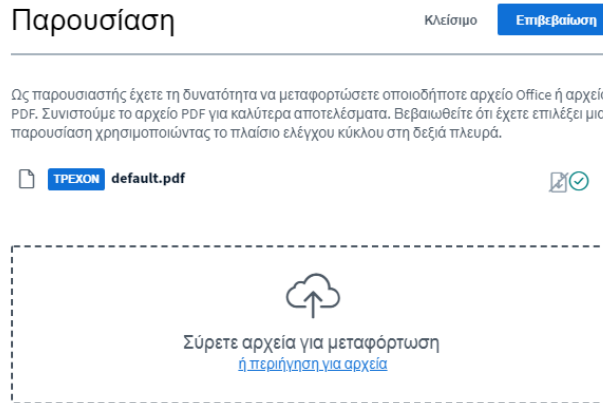 Παρουσίαση
Κλείσιμο
Επιβεβαίωση
Ως παρουσιαστής έχετε τη δυνατότητα να μεταφορτώσετε οποιοδήποτε αρχείο Office ή αρχείο
PDF. Συνιστούμε το αρχείο PDF για καλύτερα αποτελέσματα. Βεβαιωθείτε ότι έχετε επιλέξει μια
παρουσίαση χρησιμοποιώντας το πλαίσιο ελέγχου κύκλου στη δεξιά πλευρά.
ΤΡΕΧΟΝ default.pdf
Σύρετε αρχεία για μεταφόρτωση
ή περιήγηση για αρχεία